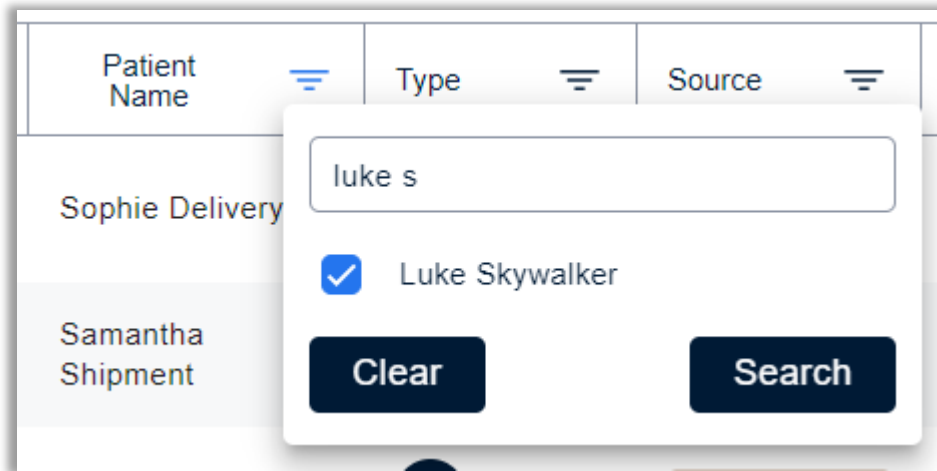 Patient
Name
Type
Source
luke s
Sophie Delivery
Luke Skywalker
Samantha
Shipment
Clear
Search